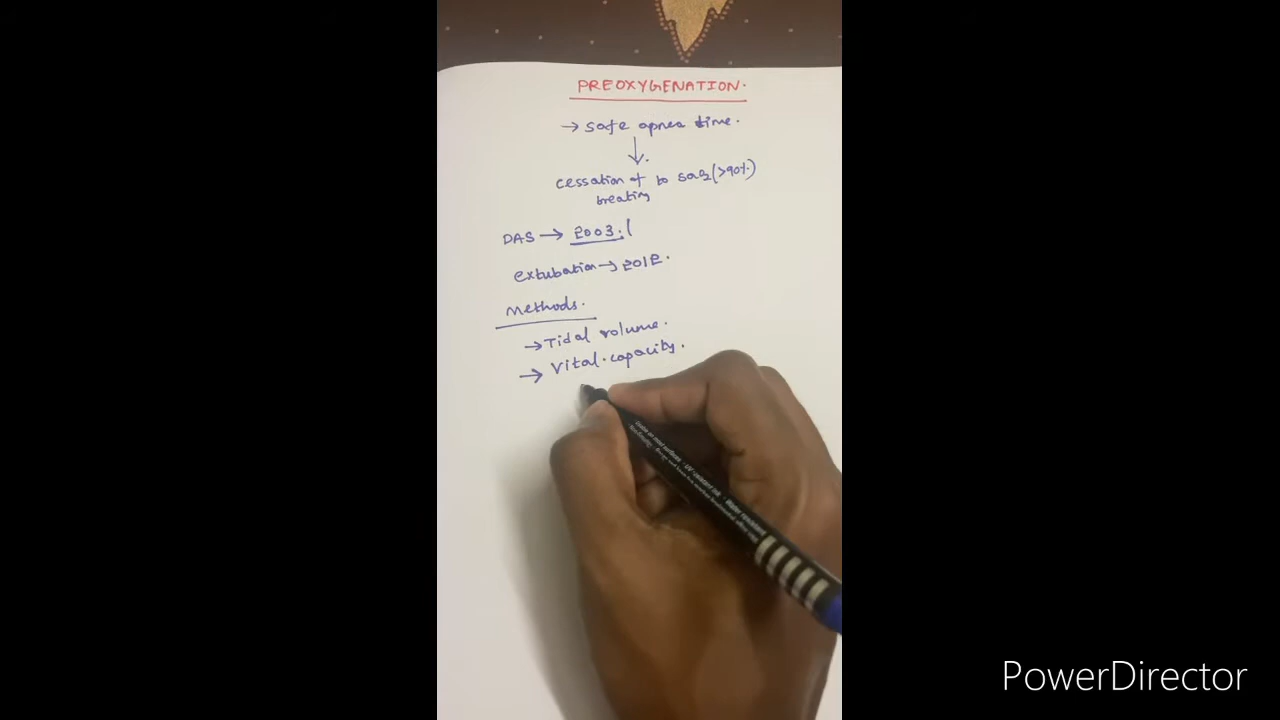 PREOXYGENATION.
→ safe apnea time.
↓
cessation of to SaO2 (>90%)
breating
DAS → 2003. (
extubation → 2012.
Methods.
→ Tidal volume.
→ Vital capacity.
PowerDirector